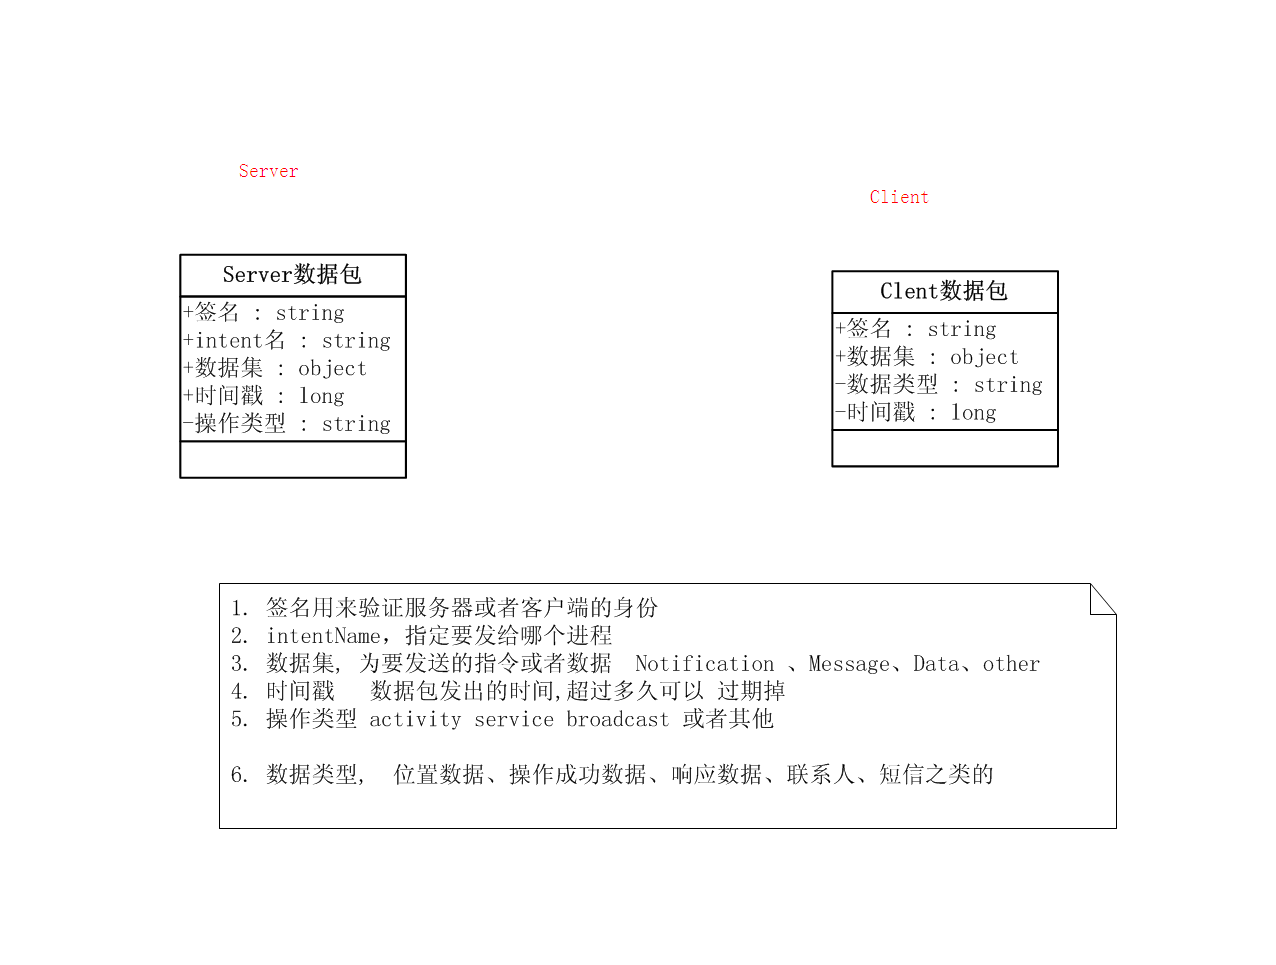 Server
Client
Server数据包
+签名 : string
+intent名 : string
+数据集 : object
+时间戳 : long
-操作类型 : string
Clent数据包
+签名 : string
+数据集 : object
-数据类型 : string
-时间戳 : long
1. 签名用来验证服务器或者客户端的身份
2. intentName，指定要发给哪个进程
3. 数据集, 为要发送的指令或者数据 Notification 、Message、Data、other
4. 时间戳 数据包发出的时间,超过多久可以 过期掉
5. 操作类型 activity service broadcast 或者其他
6. 数据类型, 位置数据、操作成功数据、响应数据、联系人、短信之类的